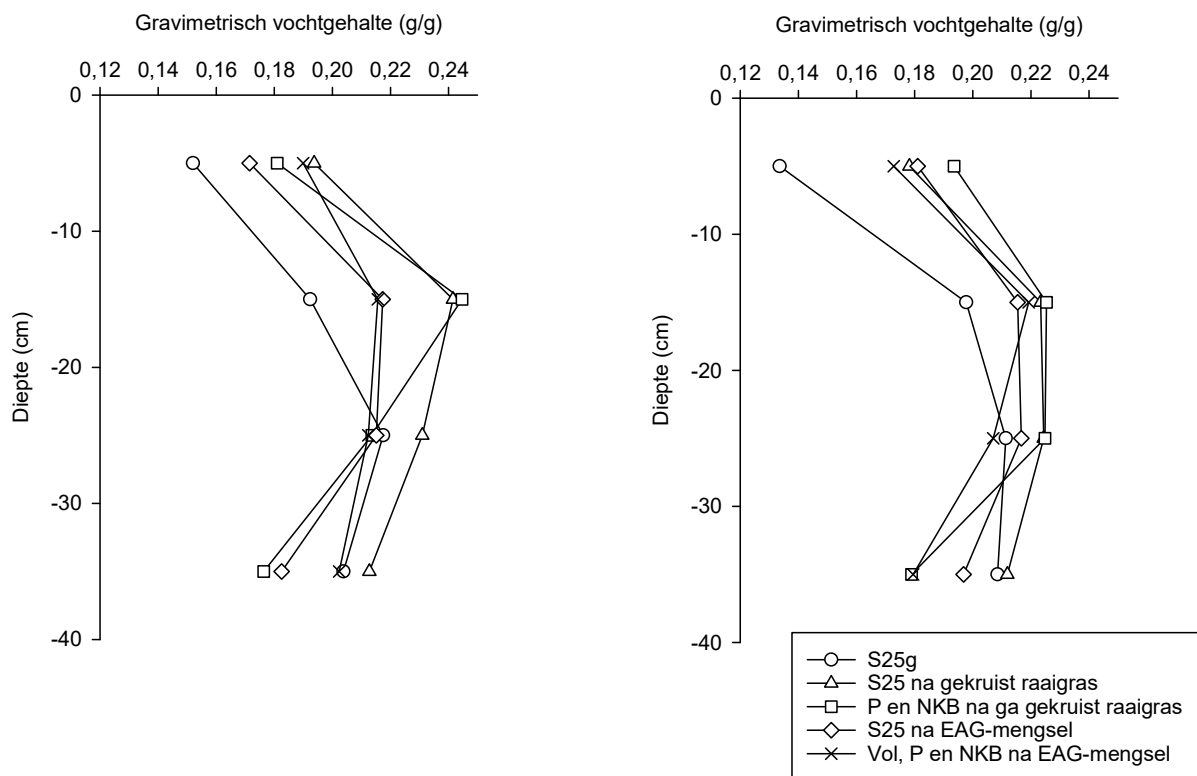 Gravimetrisch vochtgehalte (g/g)
0,12 0,14 0,16 0,18 0,20 0,22 0,24
0
-10
-20
-30
-40
Diepte (cm)
Gravimetrisch vochtgehalte (g/g)
0,12 0,14 0,16 0,18 0,20 0,22 0,24
0
-10
-20
-30
-40
Diepte (cm)
S25g
S25 na gekruist raaigras
P en NKB na ga gekruist raaigras
S25 na EAG-mengsel
Vol, P en NKB na EAG-mengsel